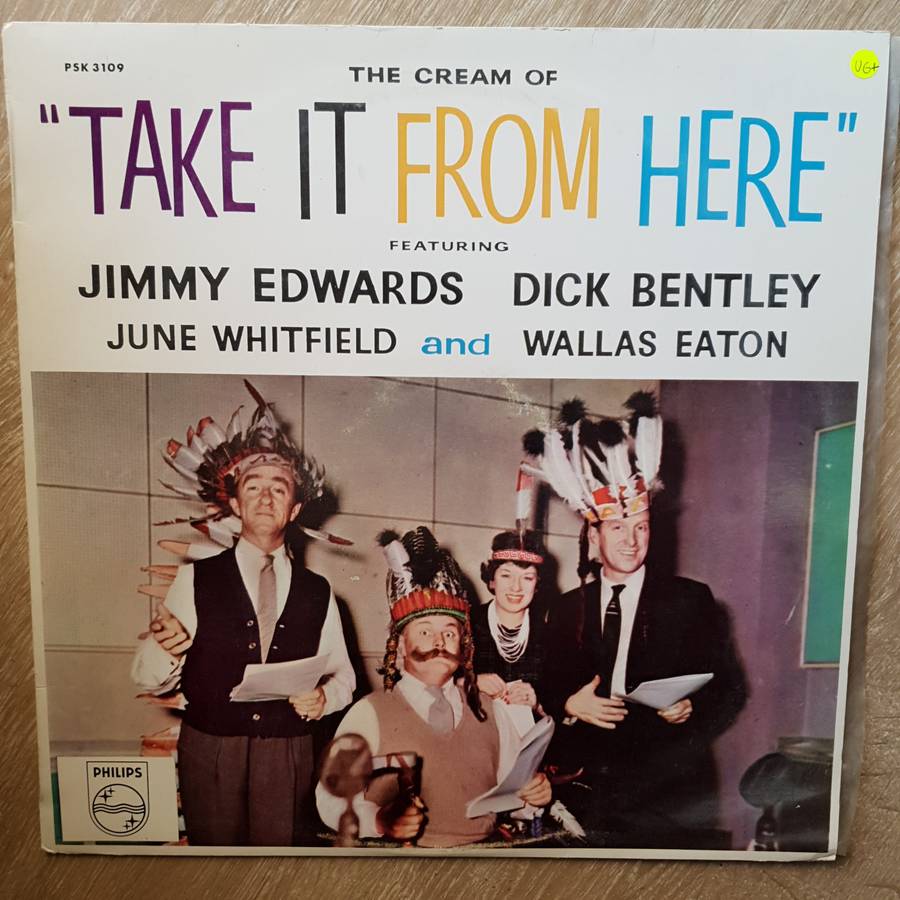 PSK 3109
VG+
THE CREAM OF
"TAKE IT FROM HERE"
FEATURING
JIMMY EDWARDS DICK BENTLEY
JUNE WHITFIELD and WALLAS EATON
PHILIPS